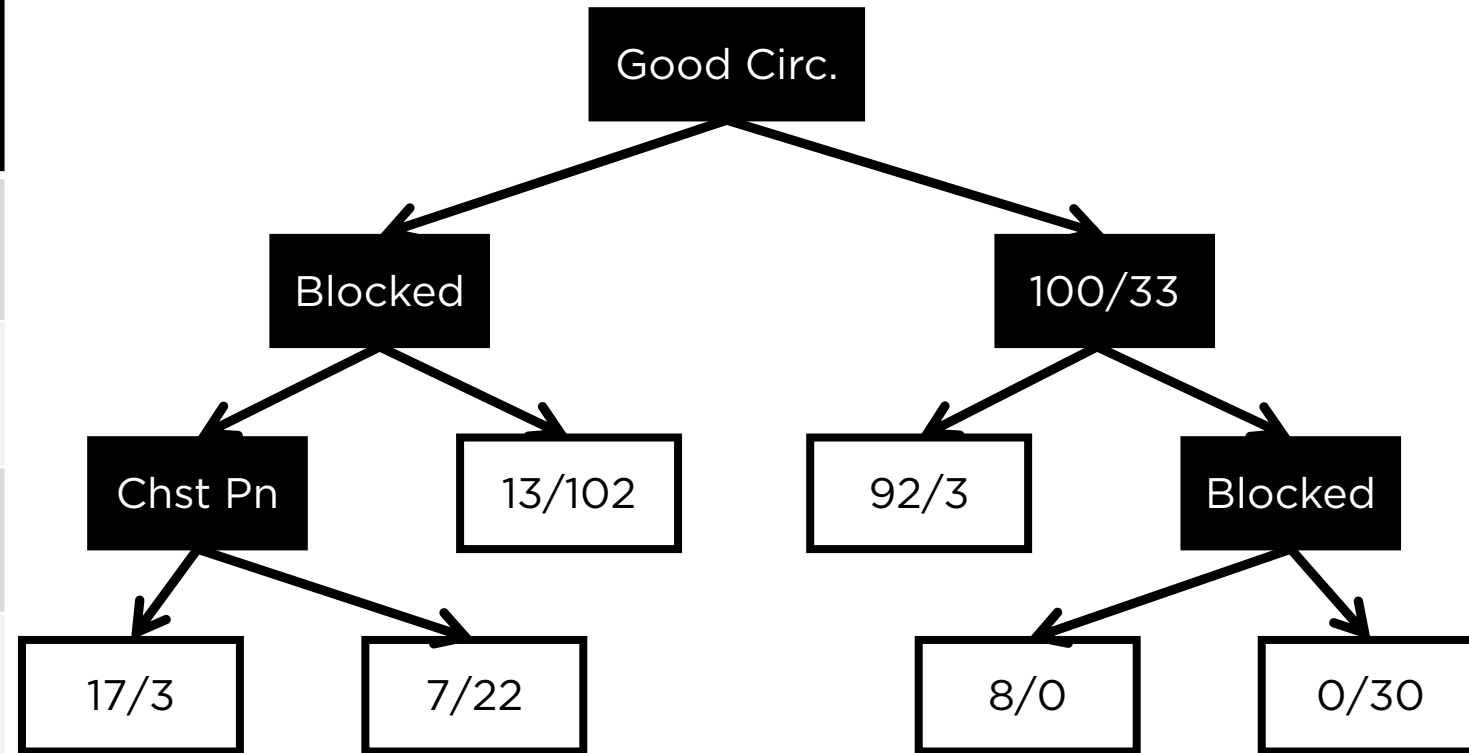 Good Circ.
Blocked
100/33
Chst Pn
13/102
92/3
Blocked
17/3
7/22
8/0
0/30